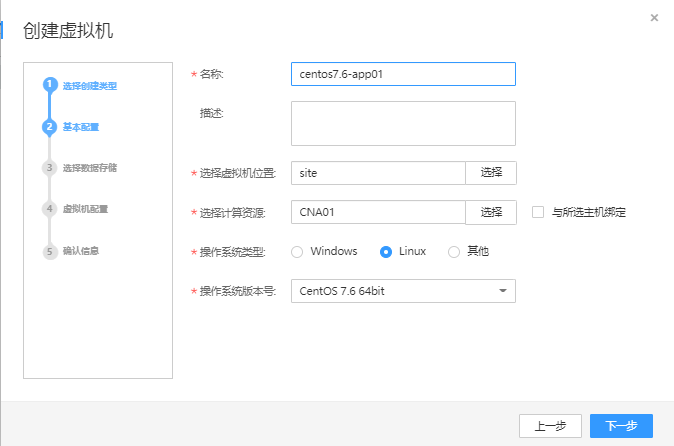 创建虚拟机
×
1 选择创建类型
2 基本配置
3 选择数据存储
4 虚拟机配置
5 确认信息
* 名称: centos7.6-app01
描述:
* 选择虚拟机位置: site 选择
* 选择计算资源: CNA01 选择 与所选主机绑定
* 操作系统类型: Windows Linux 其他
* 操作系统版本号: CentOS 7.6 64bit
上一步 下一步